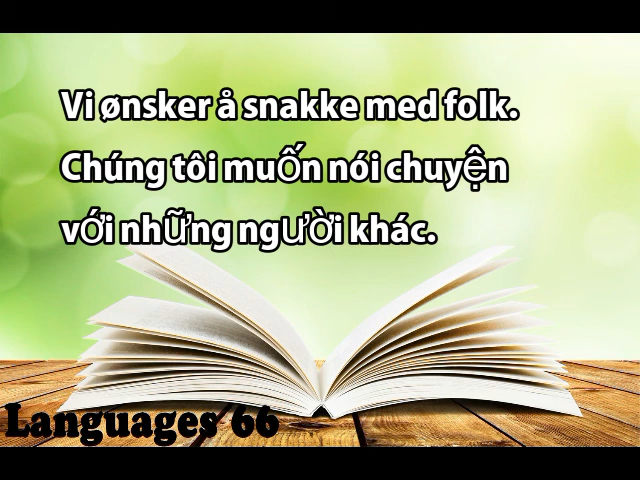 Vi ønsker å snakke med folk.
Chúng tôi muốn nói chuyện
với những người khác.
Languages 66